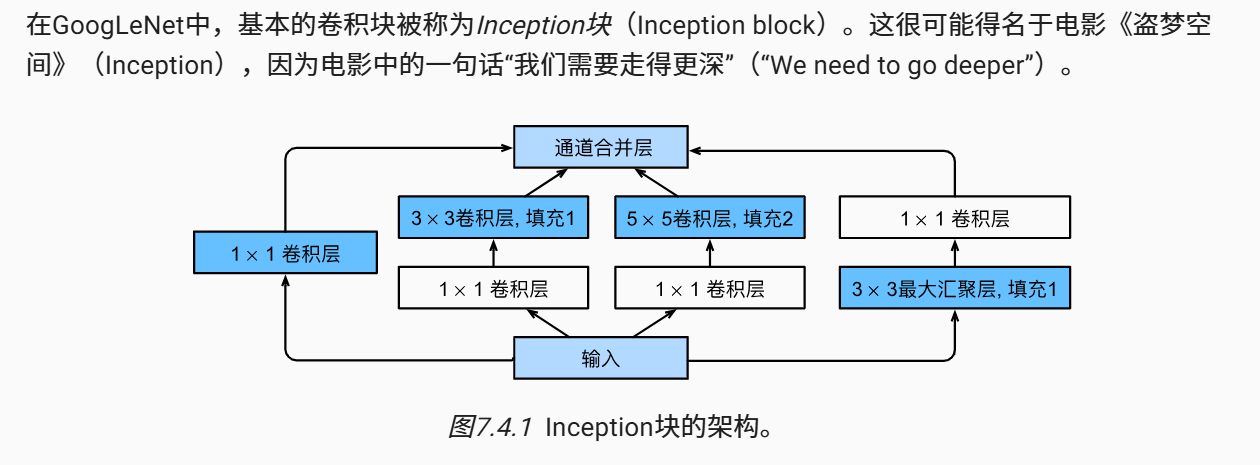 在GoogLeNet中，基本的卷积块被称为Inception块（Inception block）。这很可能得名于电影《盗梦空
间》（Inception），因为电影中的一句话“我们需要走得更深”（“We need to go deeper”）。
通道合并层
3 × 3卷积层, 填充1
5 × 5卷积层, 填充2
1 × 1 卷积层
1 × 1 卷积层
1 × 1 卷积层
1 × 1 卷积层
3 × 3最大汇聚层, 填充1
输入
图7.4.1 Inception块的架构。